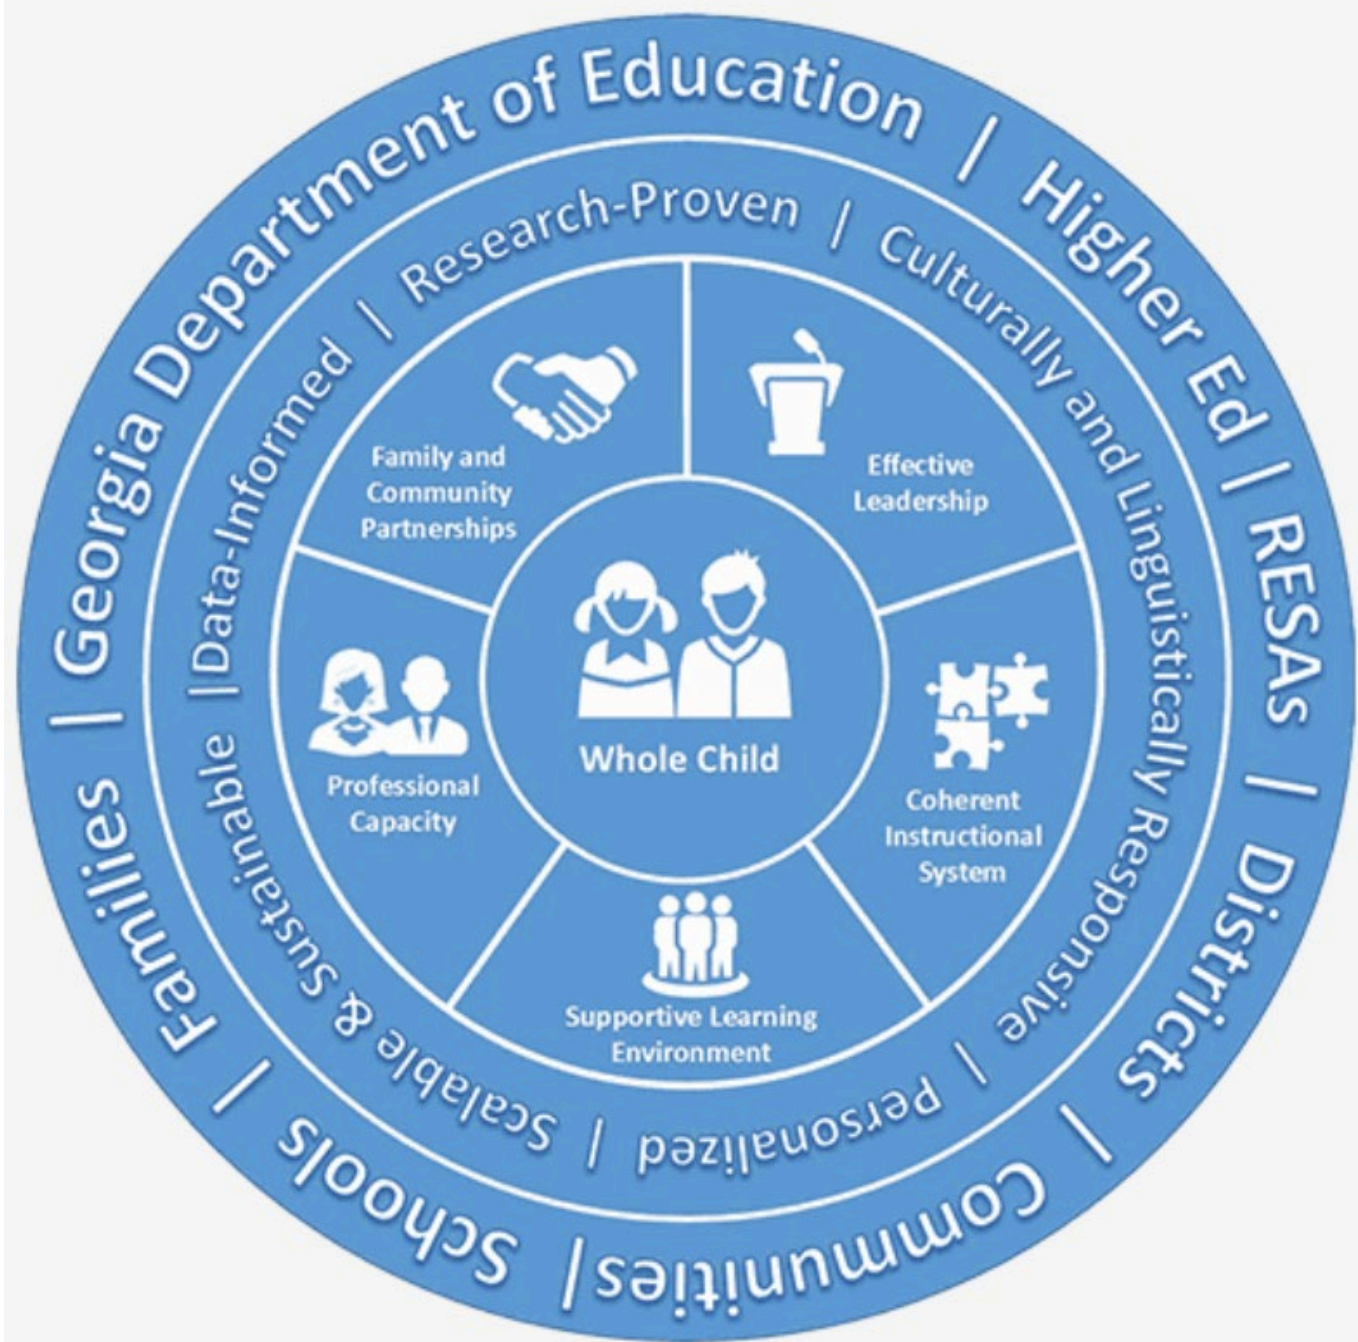 Georgia Department of Education | Higher Ed | RESAs | Districts | Communities | Schools | Families |
Data-Informed | Research-Proven | Culturally and Linguistically Responsive | Personalized | Scalable & Sustainable |
Family and
Community
Partnerships
Effective
Leadership
Coherent
Instructional
System
Supportive Learning
Environment
Professional
Capacity
Whole Child